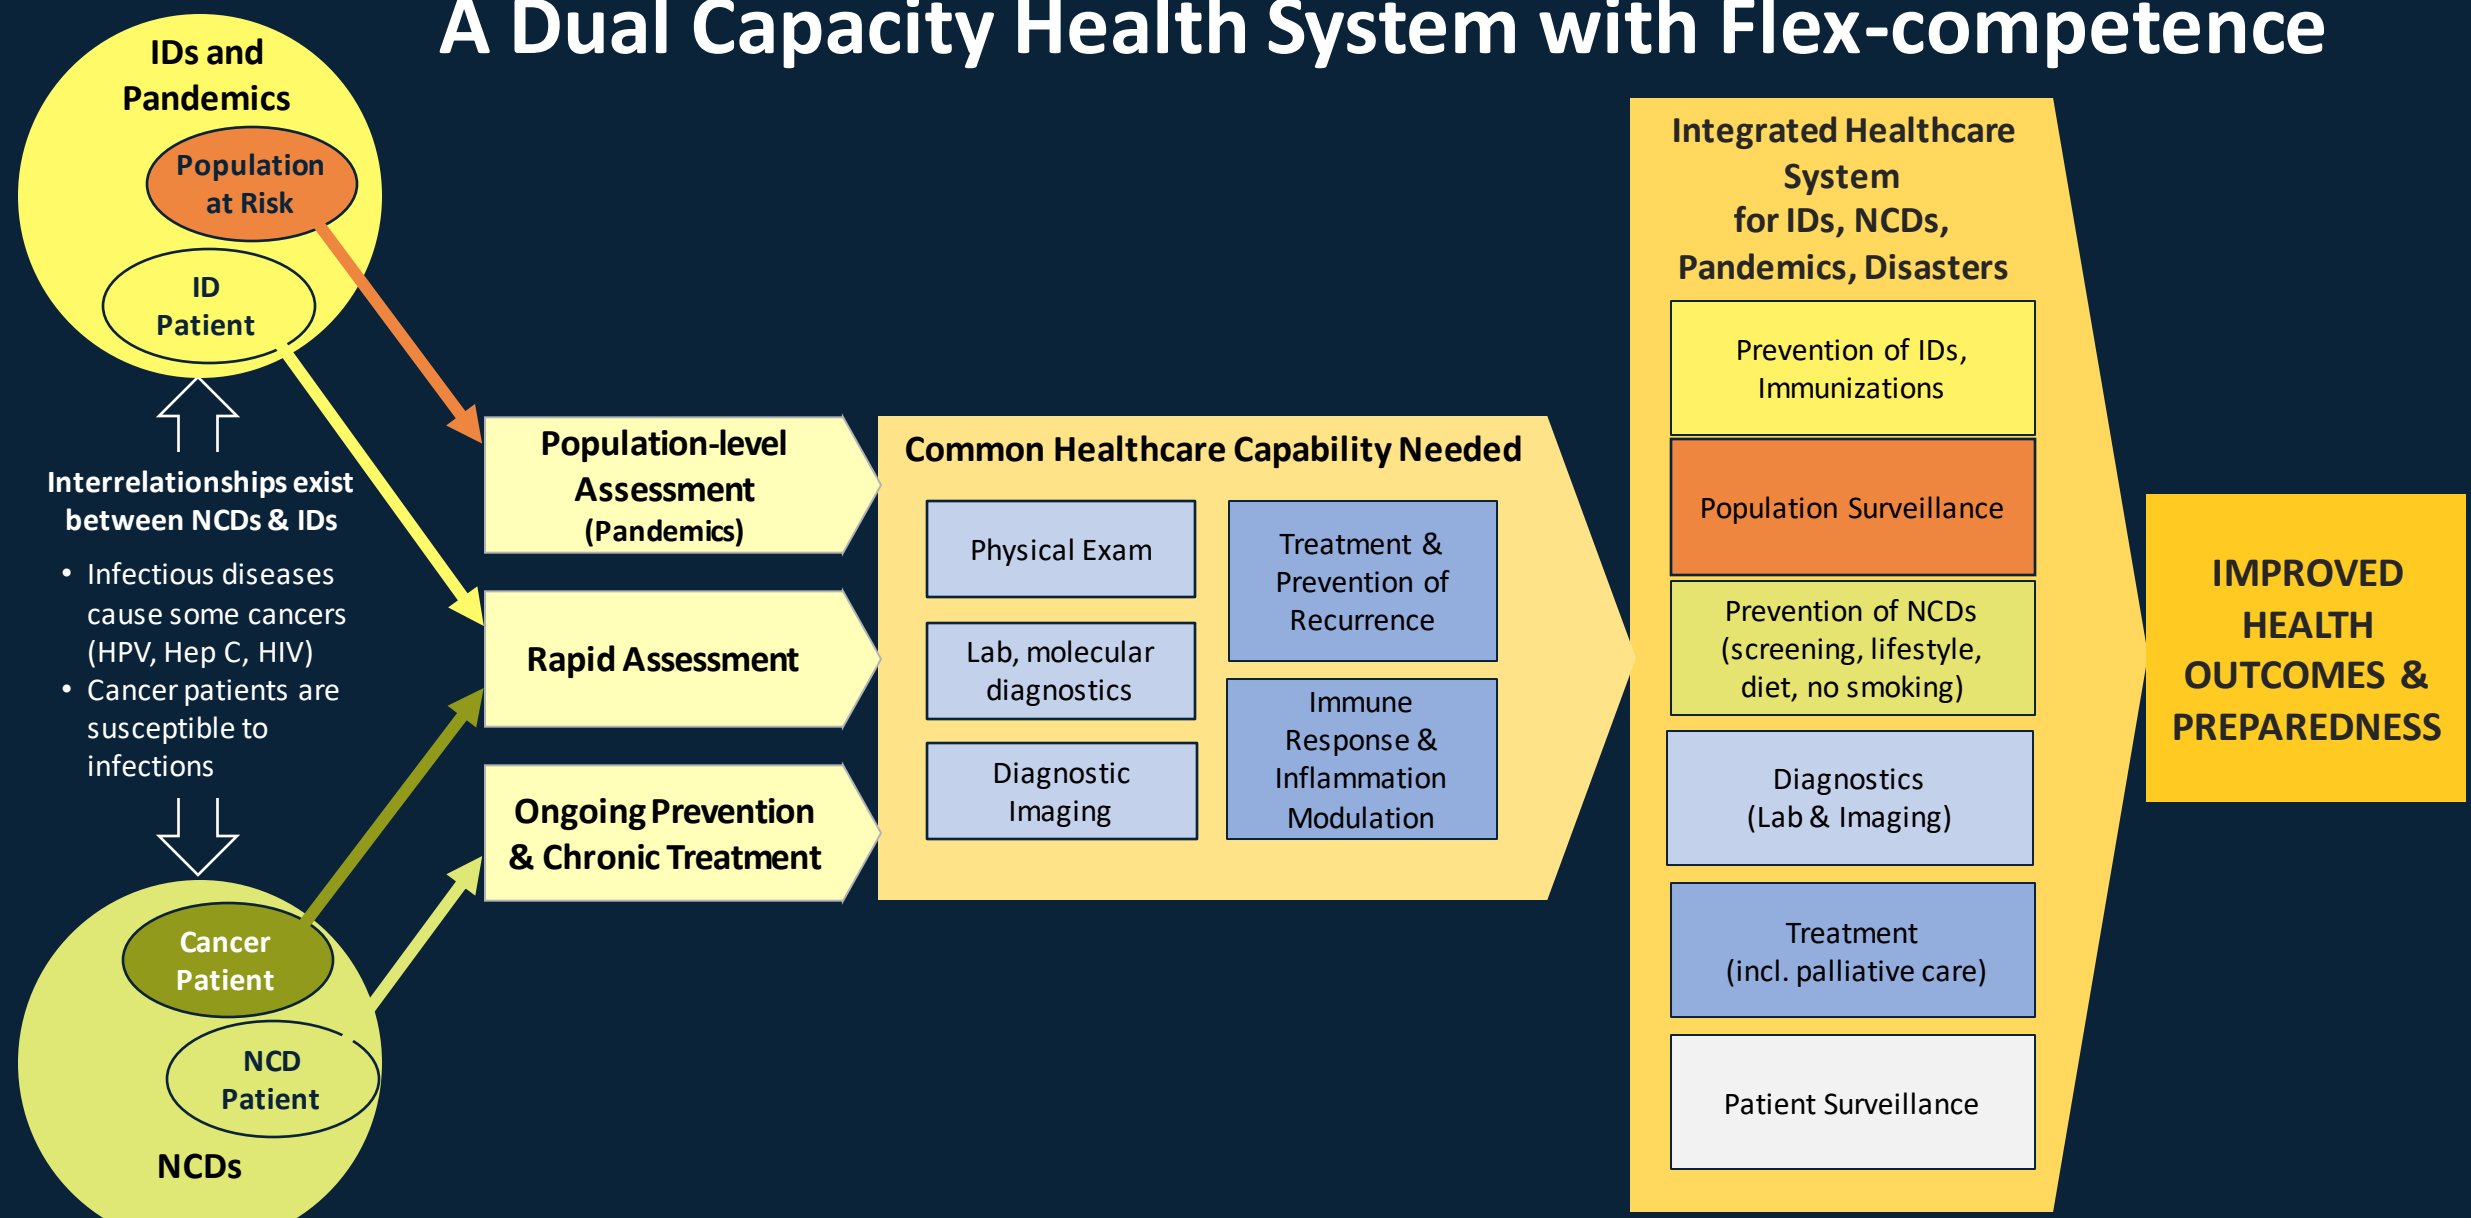 A Dual Capacity Health System with Flex-competence
IDs and
Pandemics
Population
at Risk
ID
Patient
Interrelationships exist
between NCDs & IDs
• Infectious diseases
cause some cancers
(HPV, Hep C, HIV)
• Cancer patients are
susceptible to
infections
Cancer
Patient
NCD
Patient
NCDs
Population-level
Assessment
(Pandemics)
Rapid Assessment
Ongoing Prevention
& Chronic Treatment
Common Healthcare Capability Needed
Physical Exam
Lab, molecular
diagnostics
Diagnostic
Imaging
Treatment &
Prevention of
Recurrence
Immune
Response &
Inflammation
Modulation
Integrated Healthcare
System
for IDs, NCDs,
Pandemics, Disasters
Prevention of IDs,
Immunizations
Population Surveillance
Prevention of NCDs
(screening, lifestyle,
diet, no smoking)
Diagnostics
(Lab & Imaging)
Treatment
(incl. palliative care)
Patient Surveillance
IMPROVED
HEALTH
OUTCOMES &
PREPAREDNESS